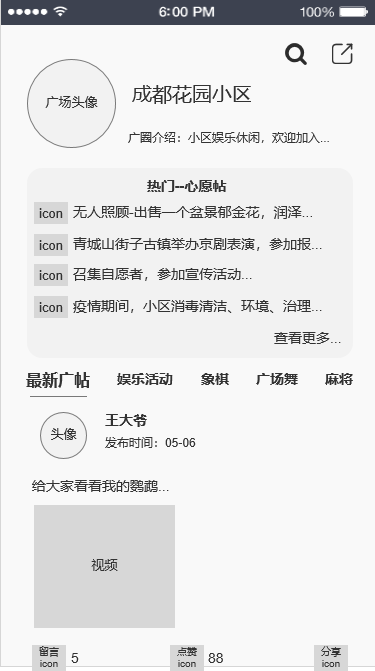 6:00 PM
100%
广场头像
成都花园小区
广圈介绍：小区娱乐休闲，欢迎加入...
热门--心愿帖
icon 无人照顾-出售一个盆景郁金花，润泽...
icon 青城山街子古镇举办京剧表演，参加报...
icon 召集自愿者，参加宣传活动...
icon 疫情期间，小区消毒清洁、环境、治理...
查看更多...
最新广帖 娱乐活动 象棋 广场舞 麻将
头像
王大爷
发布时间：05-06
给大家看看我的鹦鹉...
视频
留言 点赞 分享
icon 5 icon 88 icon